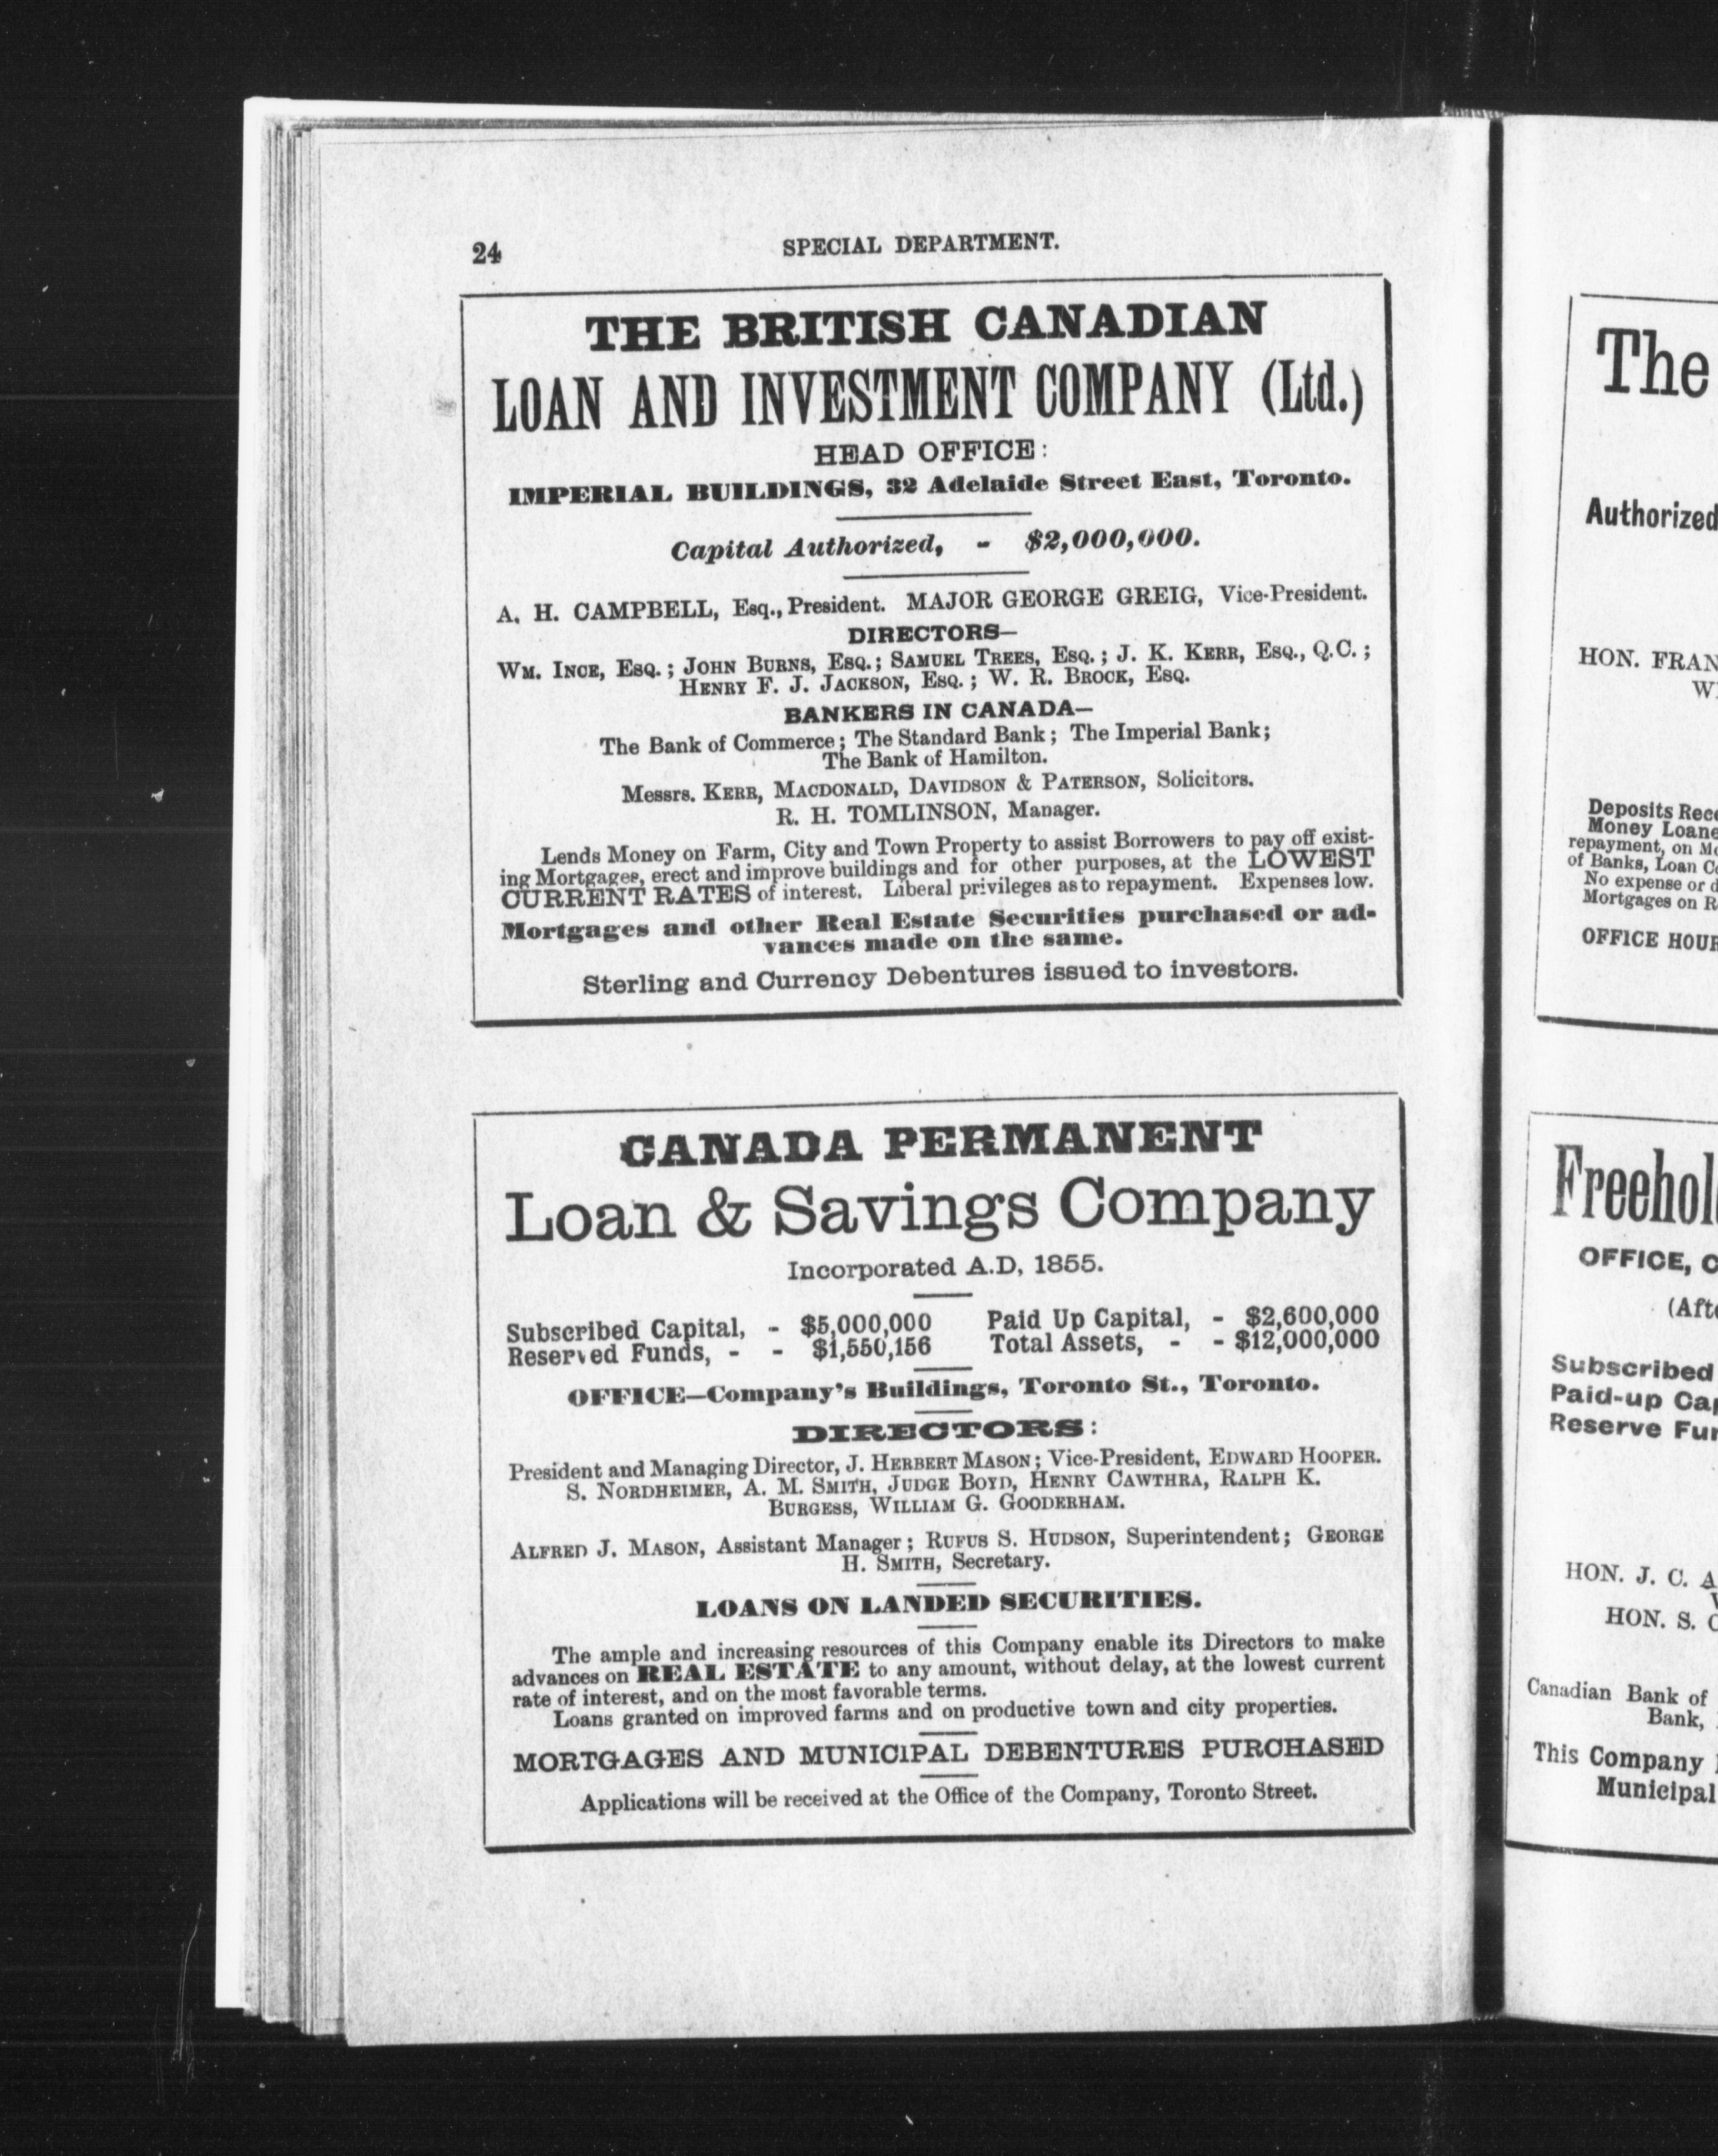 24
SPECIAL DEPARTMENT.
THE BRITISH CANADIAN
LOAN AND INVESTMENT COMPANY (Ltd.)
HEAD OFFICE:
IMPERIAL BUILDINGS, 32 Adelaide Street East, Toronto.
Capital Authorized, - $2,000,000.
A. H. CAMPBELL, Esq., President. MAJOR GEORGE GREIG, Vice-President.
DIRECTORS—
WM. INCE, ESQ.; JOHN BURNS, ESQ.; SAMUEL TREES, ESQ.; J. K. KERR, ESQ., Q.C.;
HENRY F. J. JACKSON, ESQ.; W. R. BROCK, ESQ.
BANKERS IN CANADA—
The Bank of Commerce; The Standard Bank; The Imperial Bank;
The Bank of Hamilton.
Messrs. KERR, MACDONALD, DAVIDSON & PATERSON, Solicitors.
R. H. TOMLINSON, Manager.
Lends Money on Farm, City and Town Property to assist Borrowers to pay off exist-
ing Mortgages, erect and improve buildings and for other purposes, at the LOWEST
CURRENT RATES of interest. Liberal privileges as to repayment. Expenses low.
Mortgages and other Real Estate Securities purchased or ad-
vances made on the same.
Sterling and Currency Debentures issued to investors.
CANADA PERMANENT
Loan & Savings Company
Incorporated A.D, 1855.
Subscribed Capital, - $5,000,000 Paid Up Capital, - $2,600,000
Reserved Funds, - - $1,550,156 Total Assets, - - $12,000,000
OFFICE—Company's Buildings, Toronto St., Toronto.
DIRECTORS:
President and Managing Director, J. HERBERT MASON; Vice-President, EDWARD HOOPER.
S. NORDHEIMER, A. M. SMITH, JUDGE BOYD, HENRY CAWTHRA, RALPH K.
BURGESS, WILLIAM G. GOODERHAM.
ALFRED J. MASON, Assistant Manager; RUFUS S. HUDSON, Superintendent; GEORGE
H. SMITH, Secretary.
LOANS ON LANDED SECURITIES.
The ample and increasing resources of this Company enable its Directors to make
advances on REAL ESTATE to any amount, without delay, at the lowest current
rate of interest, and on the most favorable terms.
Loans granted on improved farms and on productive town and city properties.
MORTGAGES AND MUNICIPAL DEBENTURES PURCHASED
Applications will be received at the Office of the Company, Toronto Street.
The
Authorized
HON. FRAN
Deposits Rec
Money Loane
repayment, on
of Banks, Loan
No expense or
Mortgages on
OFFICE HOUR
Freehol
OFFICE,
(Aft
Subscribed
Paid-up
Reserve
HON. J. C. A
HON. S.
Canadian Bank of
Bank,
This Company
Municipal